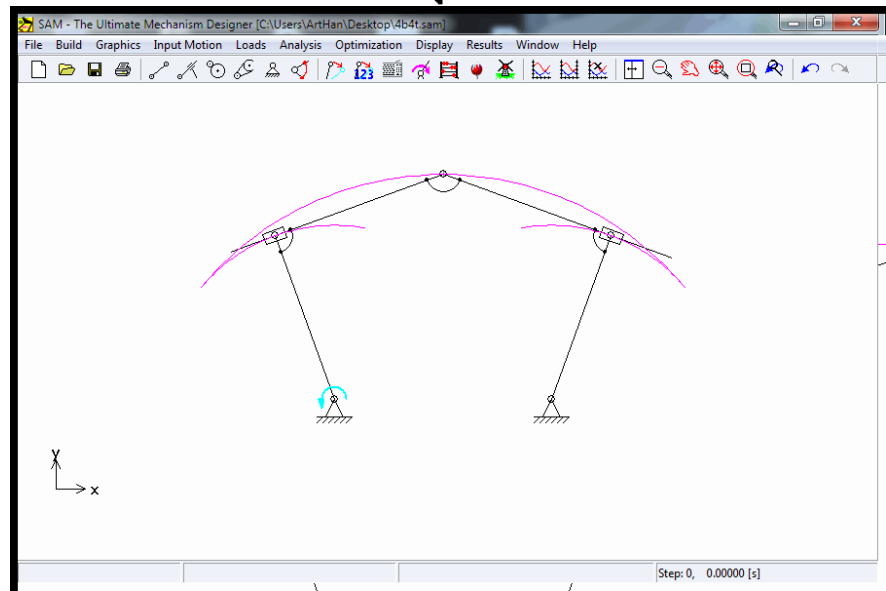 SAM - The Ultimate Mechanism Designer [C:\Users\ArtHan\Desktop\4b4t.sam]
File Build Graphics Input Motion Loads Analysis Optimization Display Results Window Help
123
y
x
Step: 0, 0.00000 [s]